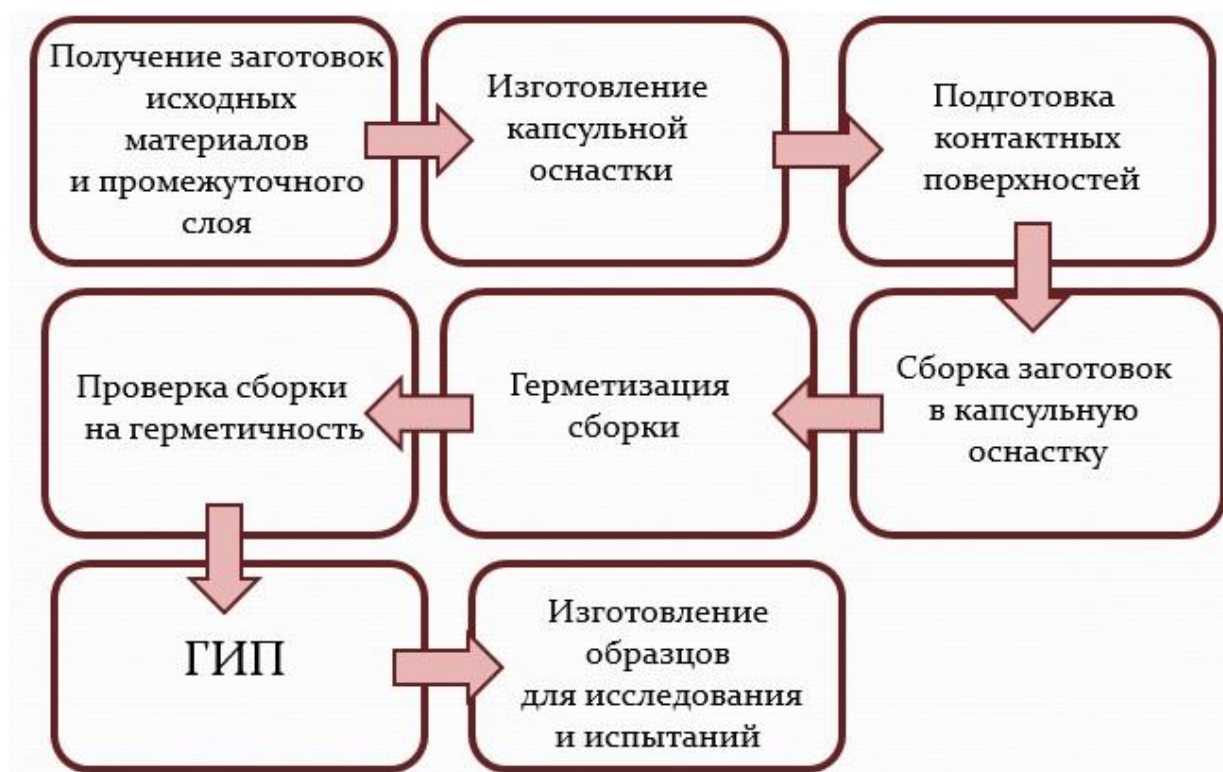 Получение заготовок
исходных
материалов
и промежуточного
слоя
Изготовление
капсульной
оснастки
Подготовка
контактных
поверхностей
Сборка заготовок
в капсульную
оснастку
Герметизация
сборки
Проверка сборки
на герметичность
ГИП
Изготовление
образцов
для исследования
и испытаний